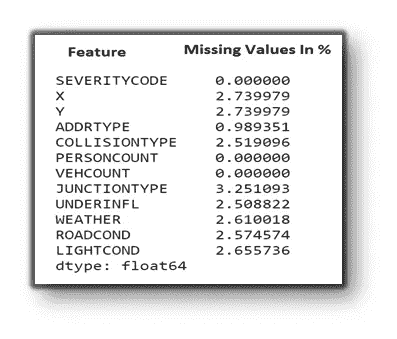 Feature Missing Values In %
SEVERITYCODE 0.000000
X 2.739979
Y 2.739979
ADDRTYPE 0.989351
COLLISIONTYPE 2.519096
PERSONCOUNT 0.000000
VEHCOUNT 0.000000
JUNCTIONTYPE 3.251093
UNDERINFL 2.508822
WEATHER 2.610018
ROADCOND 2.574574
LIGHTCOND 2.655736
dtype: float64